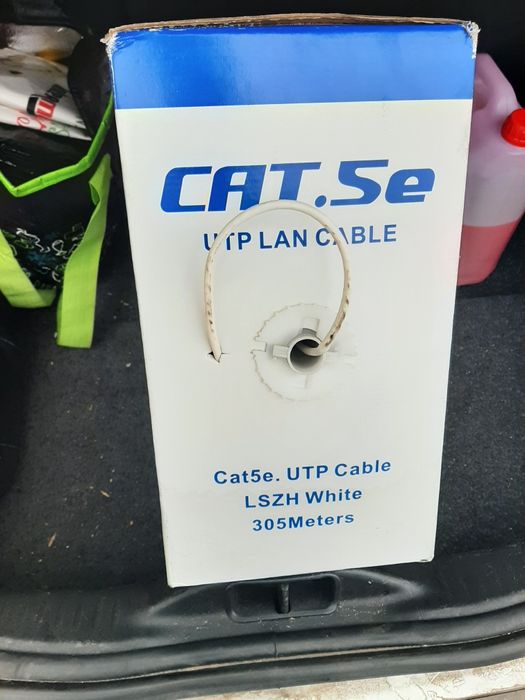 CAT.5e
UTP LAN CABLE
Cat5e. UTP Cable
LSZH White
305Meters